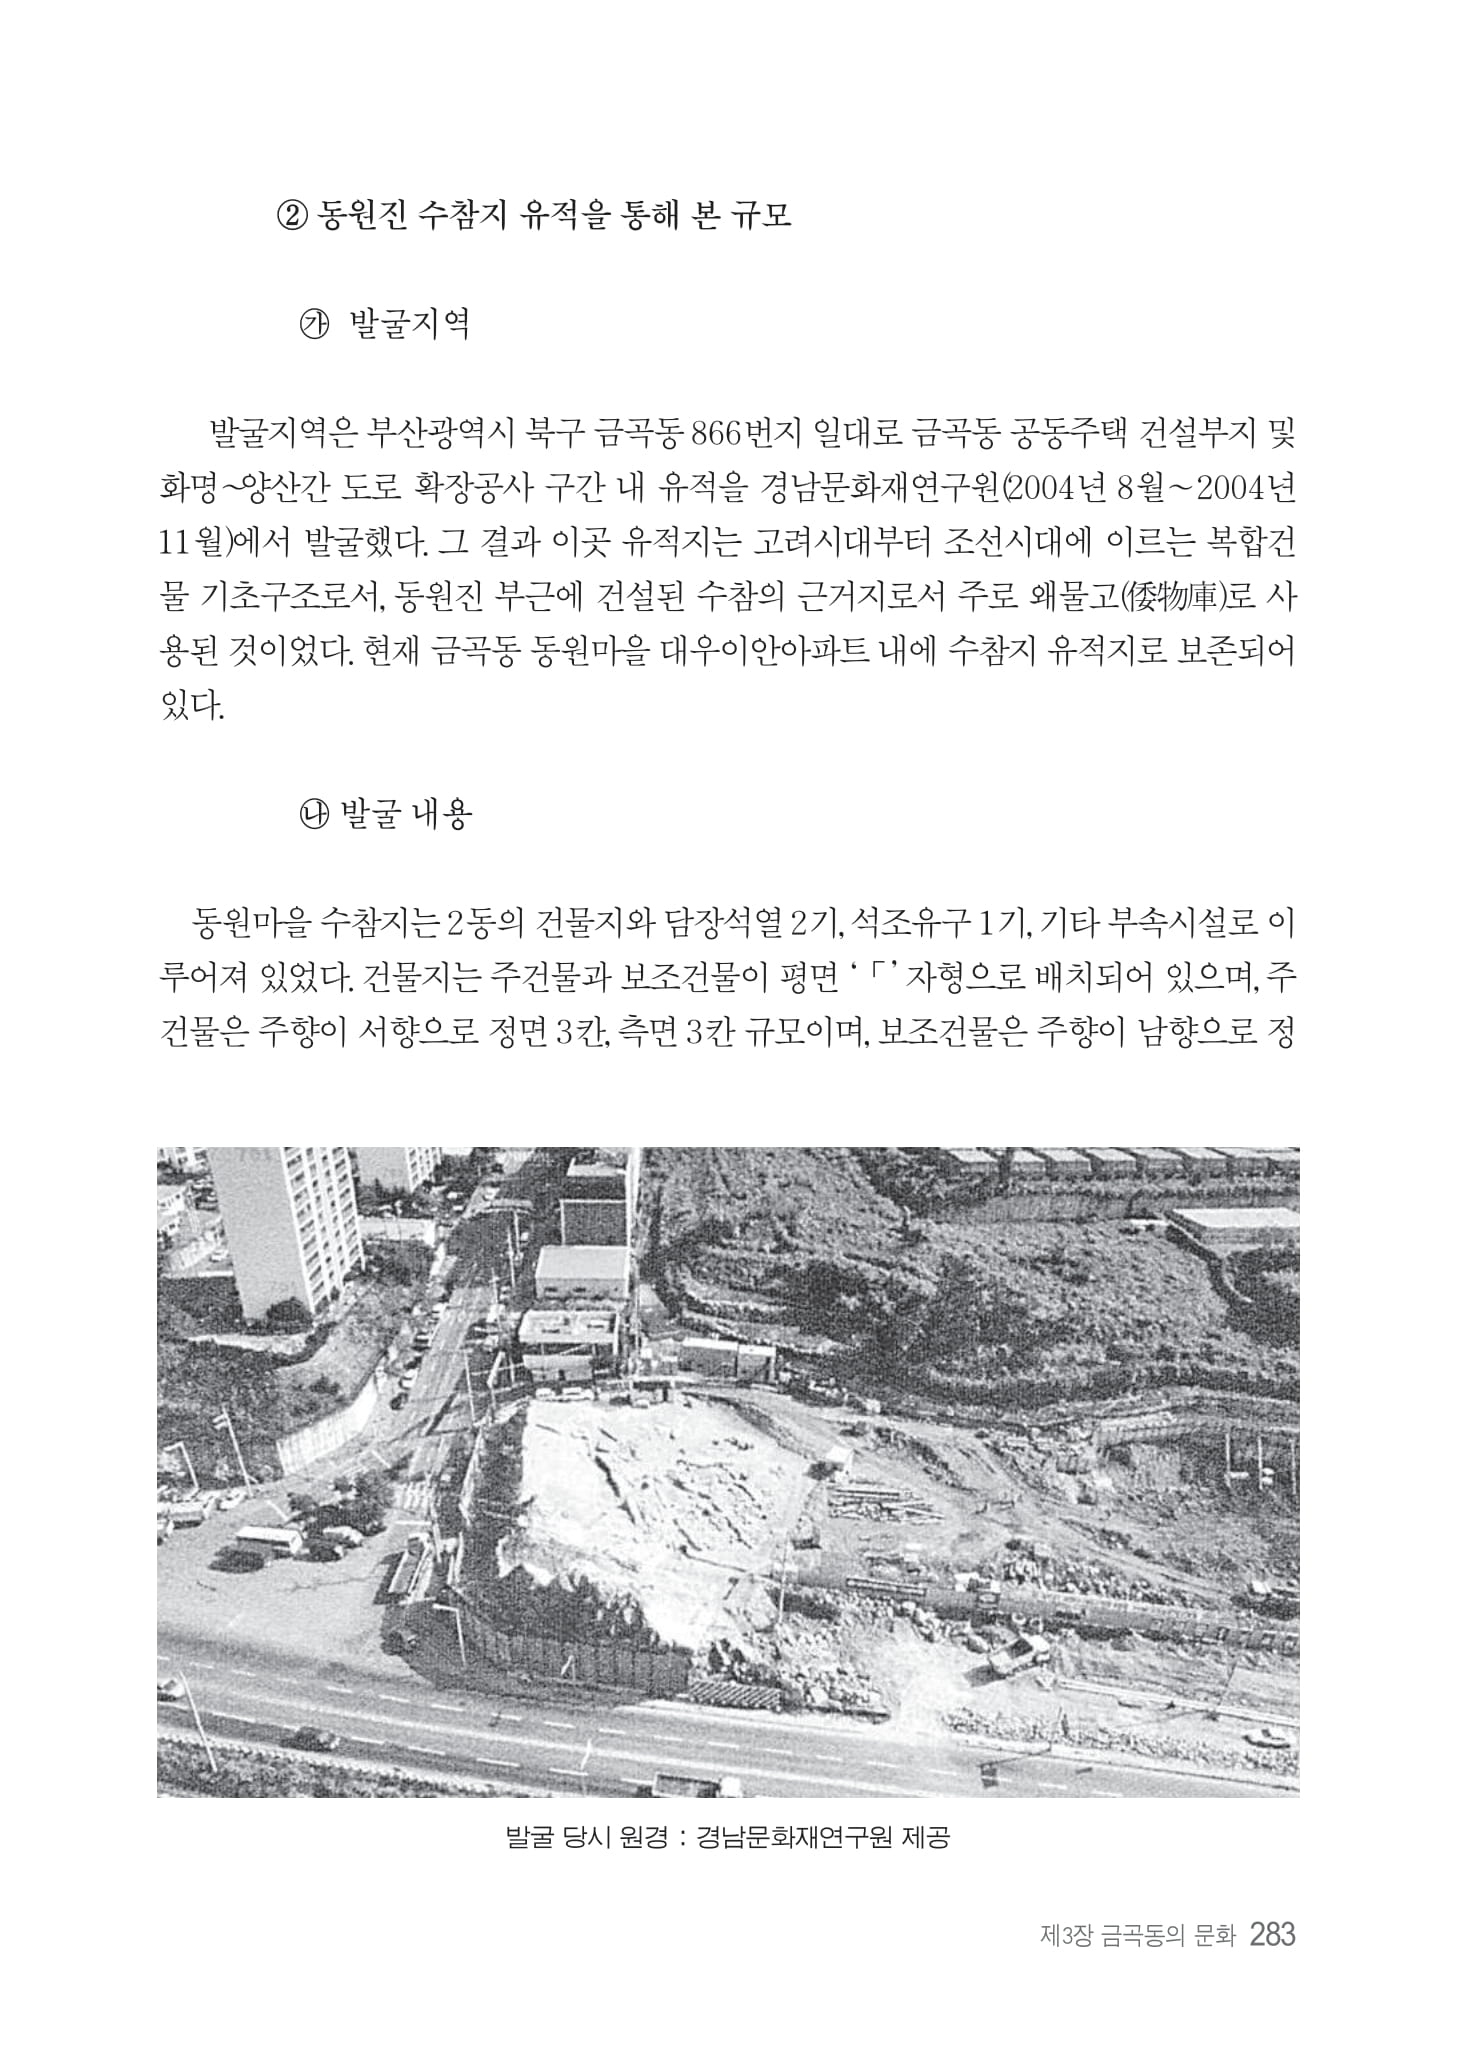 ② 동원진 수참지 유적을 통해 본 규모
㉮ 발굴지역
발굴지역은 부산광역시 북구 금곡동 866번지 일대로 금곡동 공동주택 건설부지 및
화명~양산간 도로 확장공사 구간 내 유적을 경남문화재연구원(2004년 8월~2004년
11월)에서 발굴했다. 그 결과 이곳 유적지는 고려시대부터 조선시대에 이르는 복합건
물 기초구조로서, 동원진 부근에 건설된 수참의 근거지로서 주로 왜물고(倭物庫)로 사
용된 것이었다. 현재 금곡동 동원마을 대우이안아파트 내에 수참지 유적지로 보존되어
있다.
㉯ 발굴 내용
동원마을 수참지는 2동의 건물지와 담장석열 2기, 석조유구 1기, 기타 부속시설로 이
루어져 있었다. 건물지는 주건물과 보조건물이 평면 ‘「’ 자형으로 배치되어 있으며, 주
건물은 주향이 서향으로 정면 3칸, 측면 3칸 규모이며, 보조건물은 주향이 남향으로 정
발굴 당시 원경 : 경남문화재연구원 제공
제3장 금곡동의 문화 283